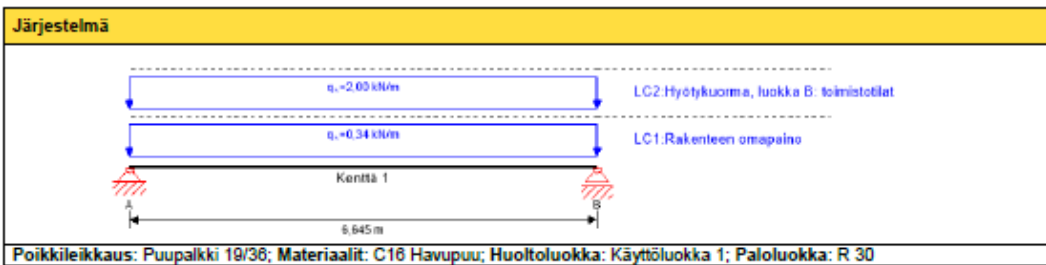 Järjestelmä
qₖ=2,00 kN/m
LC2:Hyötykuorma, luokka B: toimistotilat
qₖ=0,34 kN/m
LC1:Rakenteen omapaino
Kenttä 1
A
B
6,645 m
Poikkileikkaus: Puupalkki 19/36; Materiaalit: C16 Havupuu; Huoltoluokka: Käyttöluokka 1; Paloluokka: R 30